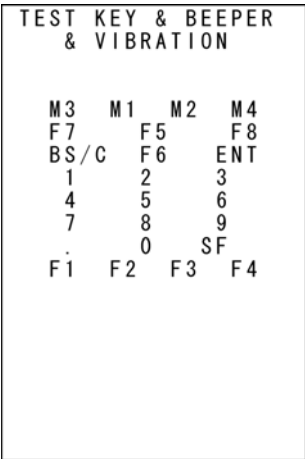 TEST KEY & BEEPER
& VIBRATION
M3 M1 M2 M4
F7 F5 F8
BS/C F6 ENT
1 2 3
4 5 6
7 8 9
. 0 SF
F1 F2 F3 F4